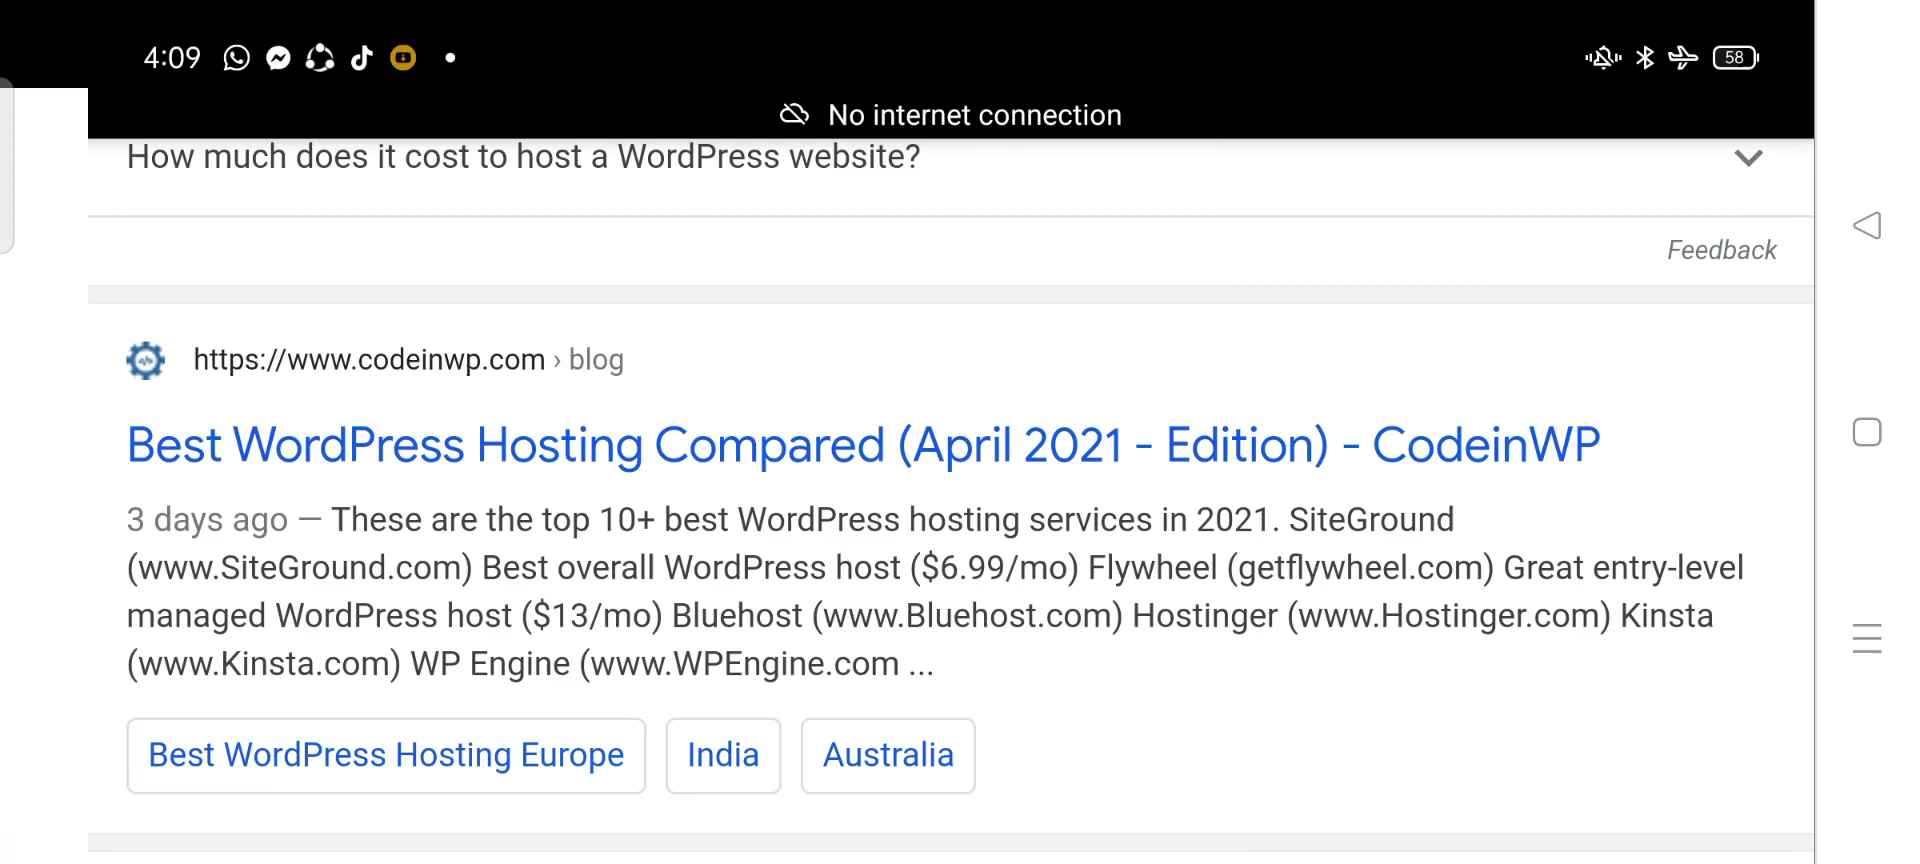 4:09
58
No internet connection
How much does it cost to host a WordPress website?
Feedback
https://www.codeinwp.com › blog
Best WordPress Hosting Compared (April 2021 - Edition) - CodeinWP
3 days ago — These are the top 10+ best WordPress hosting services in 2021. SiteGround
(www.SiteGround.com) Best overall WordPress host ($6.99/mo) Flywheel (getflywheel.com) Great entry-level
managed WordPress host ($13/mo) Bluehost (www.Bluehost.com) Hostinger (www.Hostinger.com) Kinsta
(www.Kinsta.com) WP Engine (www.WPEngine.com ...
Best WordPress Hosting Europe India Australia